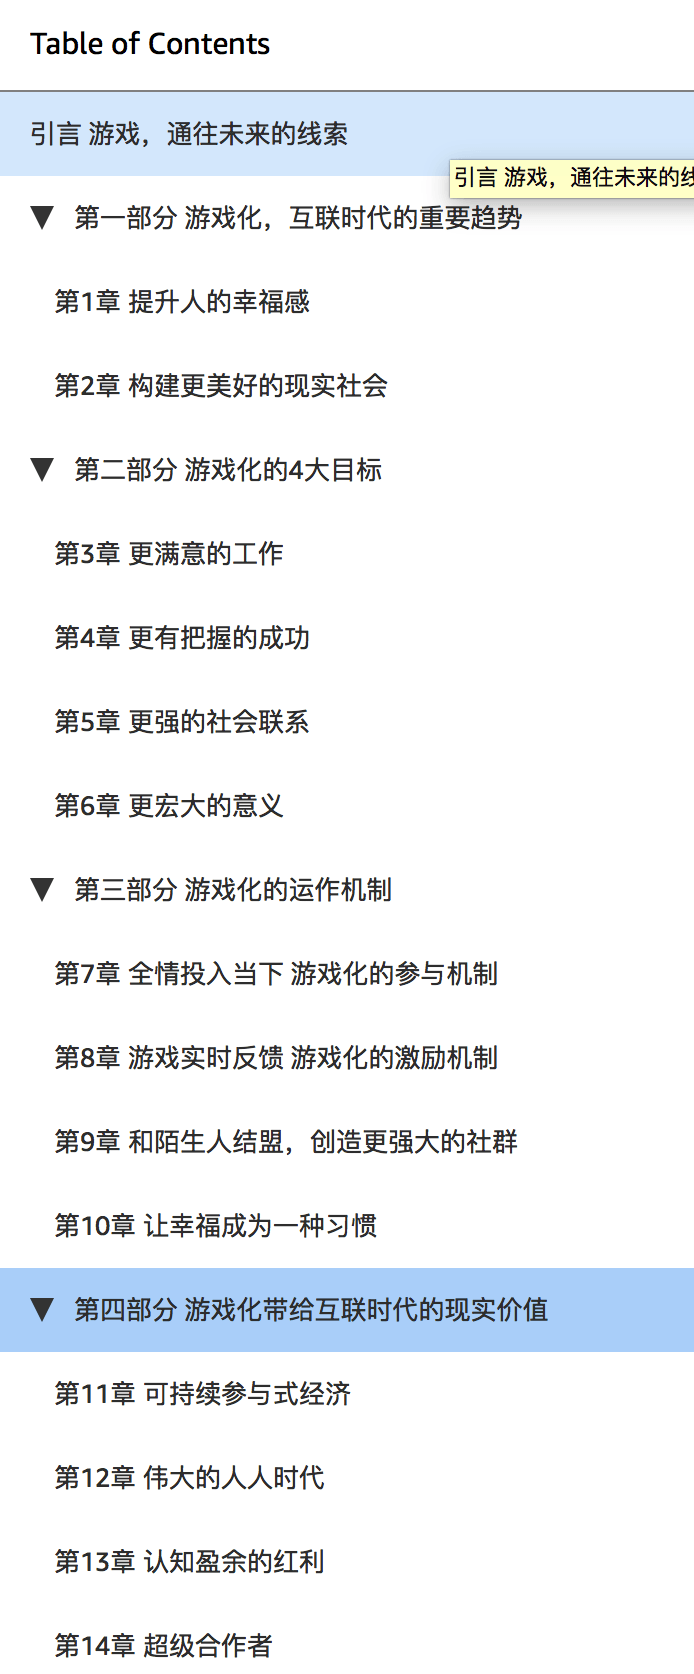 Table of Contents
引言 游戏，通往未来的线索
引言 游戏，通往未来的线
第一部分 游戏化，互联时代的重要趋势
第1章 提升人的幸福感
第2章 构建更美好的现实社会
第二部分 游戏化的4大目标
第3章 更满意的工作
第4章 更有把握的成功
第5章 更强的社会联系
第6章 更宏大的意义
第三部分 游戏化的运作机制
第7章 全情投入当下 游戏化的参与机制
第8章 游戏实时反馈 游戏化的激励机制
第9章 和陌生人结盟，创造更强大的社群
第10章 让幸福成为一种习惯
第四部分 游戏化带给互联时代的现实价值
第11章 可持续参与式经济
第12章 伟大的人人时代
第13章 认知盈余的红利
第14章 超级合作者